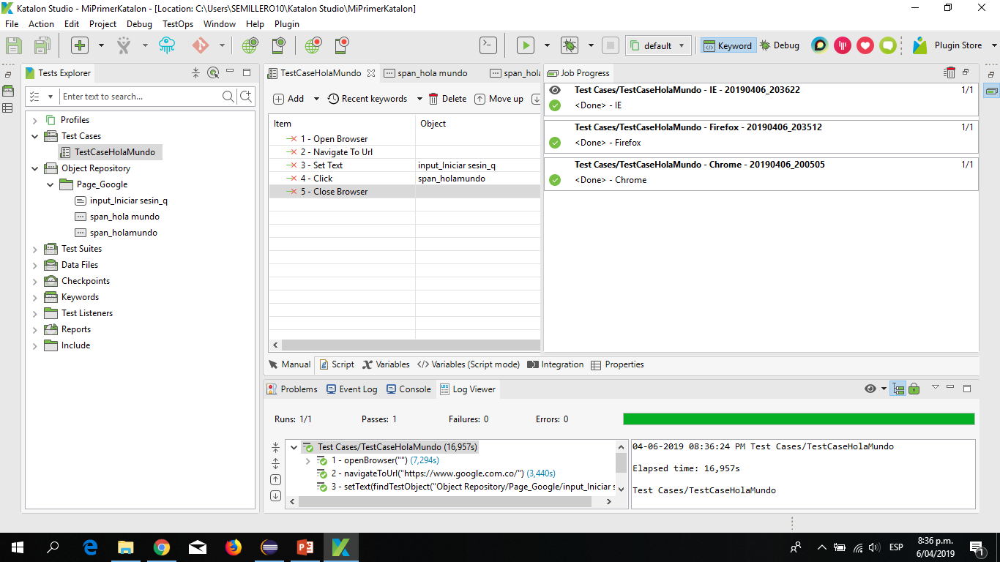 Katalon Studio - MiPrimerKatalon - [Location: C:\Users\SEMILLERO10\Katalon Studio\MiPrimerKatalon]
File Action Edit Project Debug TestOps Window Help Plugin
default Keyword Debug Plugin Store
Tests Explorer
Enter text to search...
Profiles
Test Cases
TestCaseHolaMundo
Object Repository
Page_Google
input_Iniciar sesin_q
span_hola mundo
span_holamundo
Test Suites
Data Files
Checkpoints
Keywords
Test Listeners
Reports
Include
TestCaseHolaMundo span_hola mundo span_hola
Add Recent keywords Delete Move up
Item Object
1 - Open Browser
2 - Navigate To Url
3 - Set Text input_Iniciar sesin_q
4 - Click span_holamundo
5 - Close Browser
Manual Script Variables </> Variables (Script mode) Integration Properties
Job Progress
Test Cases/TestCaseHolaMundo - IE - 20190406_203622 1/1
<Done> - IE
Test Cases/TestCaseHolaMundo - Firefox - 20190406_203512 1/1
<Done> - Firefox
Test Cases/TestCaseHolaMundo - Chrome - 20190406_200505 1/1
<Done> - Chrome
Problems Event Log Console Log Viewer
Runs: 1/1 Passes: 1 Failures: 0 Errors: 0
Test Cases/TestCaseHolaMundo (16,957s)
1 - openBrowser("") (7,294s)
2 - navigateToUrl("https://www.google.com.co/") (3,440s)
3 - setText(findTestObject("Object Repository/Page_Google/input_Iniciar s
04-06-2019 08:36:24 PM Test Cases/TestCaseHolaMundo
Elapsed time: 16,957s
Test Cases/TestCaseHolaMundo
ESP
8:36 p.m.
6/04/2019
1